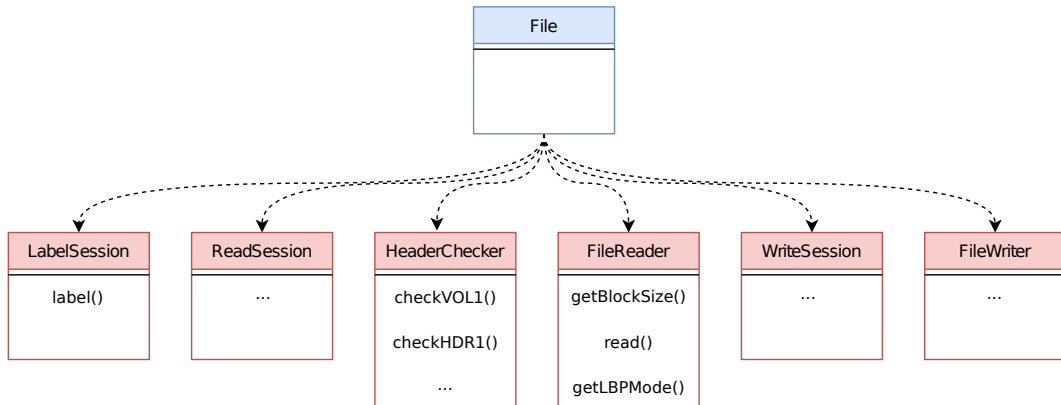 File
LabelSession
ReadSession
HeaderChecker
FileReader
WriteSession
FileWriter
label()
...
checkVOL1()
getBlockSize()
...
...
checkHDR1()
read()
...
getLBPMode()